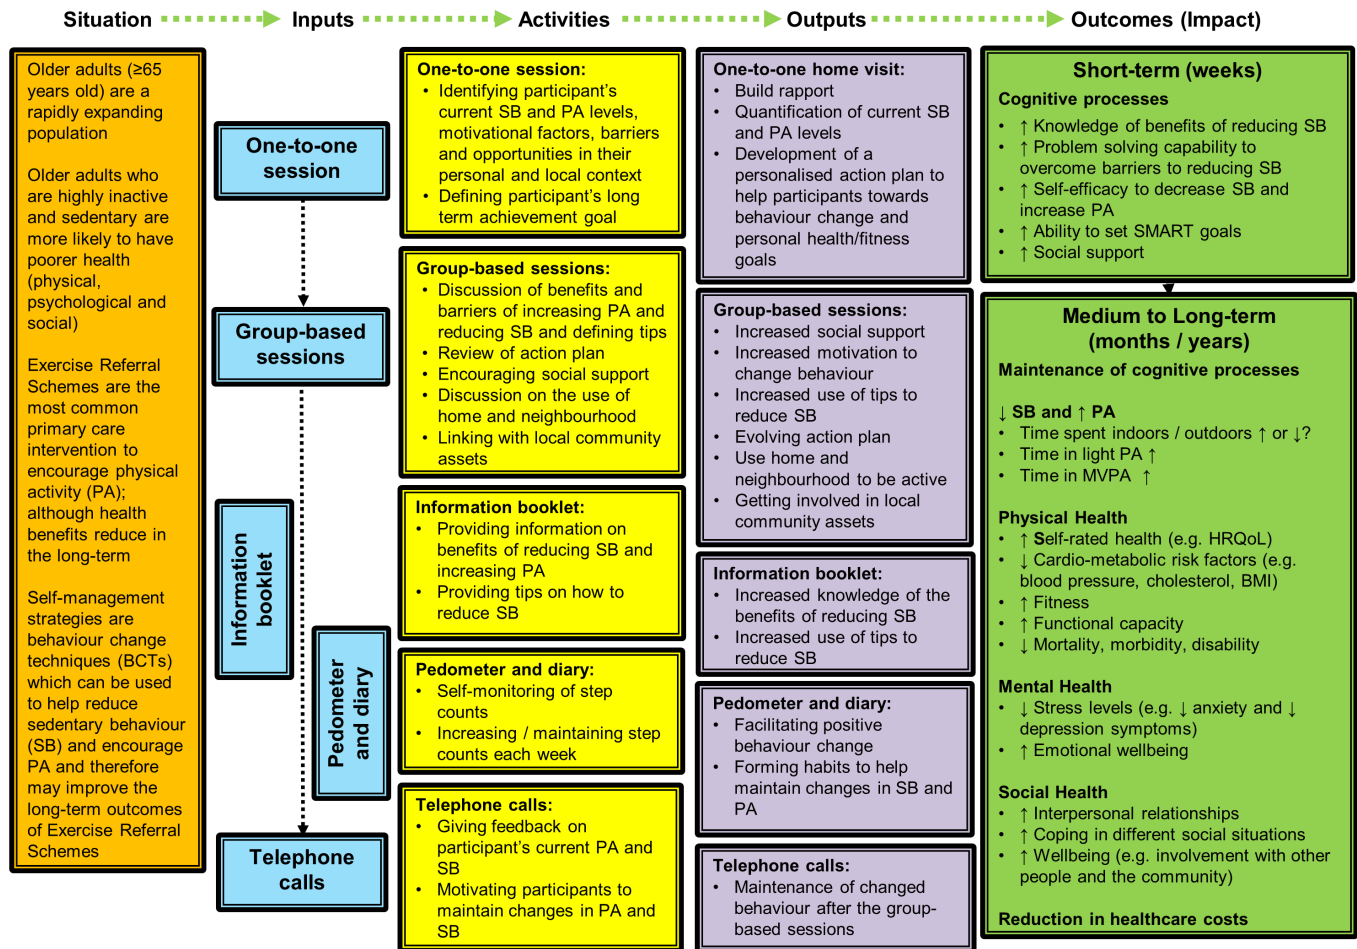 Situation
Inputs
Activities
Outputs
Outcomes (Impact)
Older adults (≥65
years old) are a
rapidly expanding
population
Older adults who
are highly inactive
and sedentary are
more likely to have
poorer health
(physical,
psychological and
social)
Exercise Referral
Schemes are the
most common
primary care
intervention to
encourage physical
activity (PA);
although health
benefits reduce in
the long-term
Self-management
strategies are
behaviour change
techniques (BCTs)
which can be used
to help reduce
sedentary behaviour
(SB) and encourage
PA and therefore
may improve the
long-term outcomes
of Exercise Referral
Schemes
One-to-one
session
Group-based
sessions
Information
booklet
Pedometer
and diary
Telephone
calls
One-to-one session:
• Identifying participant's
current SB and PA levels,
motivational factors, barriers
and opportunities in their
personal and local context
• Defining participant's long
term achievement goal
Group-based sessions:
• Discussion of benefits and
barriers of increasing PA and
reducing SB and defining tips
• Review of action plan
• Encouraging social support
• Discussion on the use of
home and neighbourhood
• Linking with local community
assets
Information booklet:
• Providing information on
benefits of reducing SB and
increasing PA
• Providing tips on how to
reduce SB
Pedometer and diary:
• Self-monitoring of step
counts
• Increasing / maintaining step
counts each week
Telephone calls:
• Giving feedback on
participant's current PA and
SB
• Motivating participants to
maintain changes in PA and
SB
One-to-one home visit:
• Build rapport
• Quantification of current SB
and PA levels
• Development of a
personalised action plan to
help participants towards
behaviour change and
personal health/fitness
goals
Group-based sessions:
• Increased social support
• Increased motivation to
change behaviour
• Increased use of tips to
reduce SB
• Evolving action plan
• Use home and
neighbourhood to be active
• Getting involved in local
community assets
Information booklet:
• Increased knowledge of the
benefits of reducing SB
• Increased use of tips to
reduce SB
Pedometer and diary:
• Facilitating positive
behaviour change
• Forming habits to help
maintain changes in SB and
PA
Telephone calls:
• Maintenance of changed
behaviour after the group-
based sessions
Short-term (weeks)
Cognitive processes
• ↑ Knowledge of benefits of reducing SB
• ↑ Problem solving capability to
overcome barriers to reducing SB
• ↑ Self-efficacy to decrease SB and
increase PA
• ↑ Ability to set SMART goals
• ↑ Social support
Medium to Long-term
(months / years)
Maintenance of cognitive processes
↓ SB and ↑ PA
• Time spent indoors / outdoors ↑ or ↓?
• Time in light PA ↑
• Time in MVPA ↑
Physical Health
• ↑ Self-rated health (e.g. HRQoL)
• ↓ Cardio-metabolic risk factors (e.g.
blood pressure, cholesterol, BMI)
• ↑ Fitness
• ↑ Functional capacity
• ↓ Mortality, morbidity, disability
Mental Health
• ↓ Stress levels (e.g. ↓ anxiety and ↓
depression symptoms)
• ↑ Emotional wellbeing
Social Health
• ↑ Interpersonal relationships
• ↑ Coping in different social situations
• ↑ Wellbeing (e.g. involvement with other
people and the community)
Reduction in healthcare costs